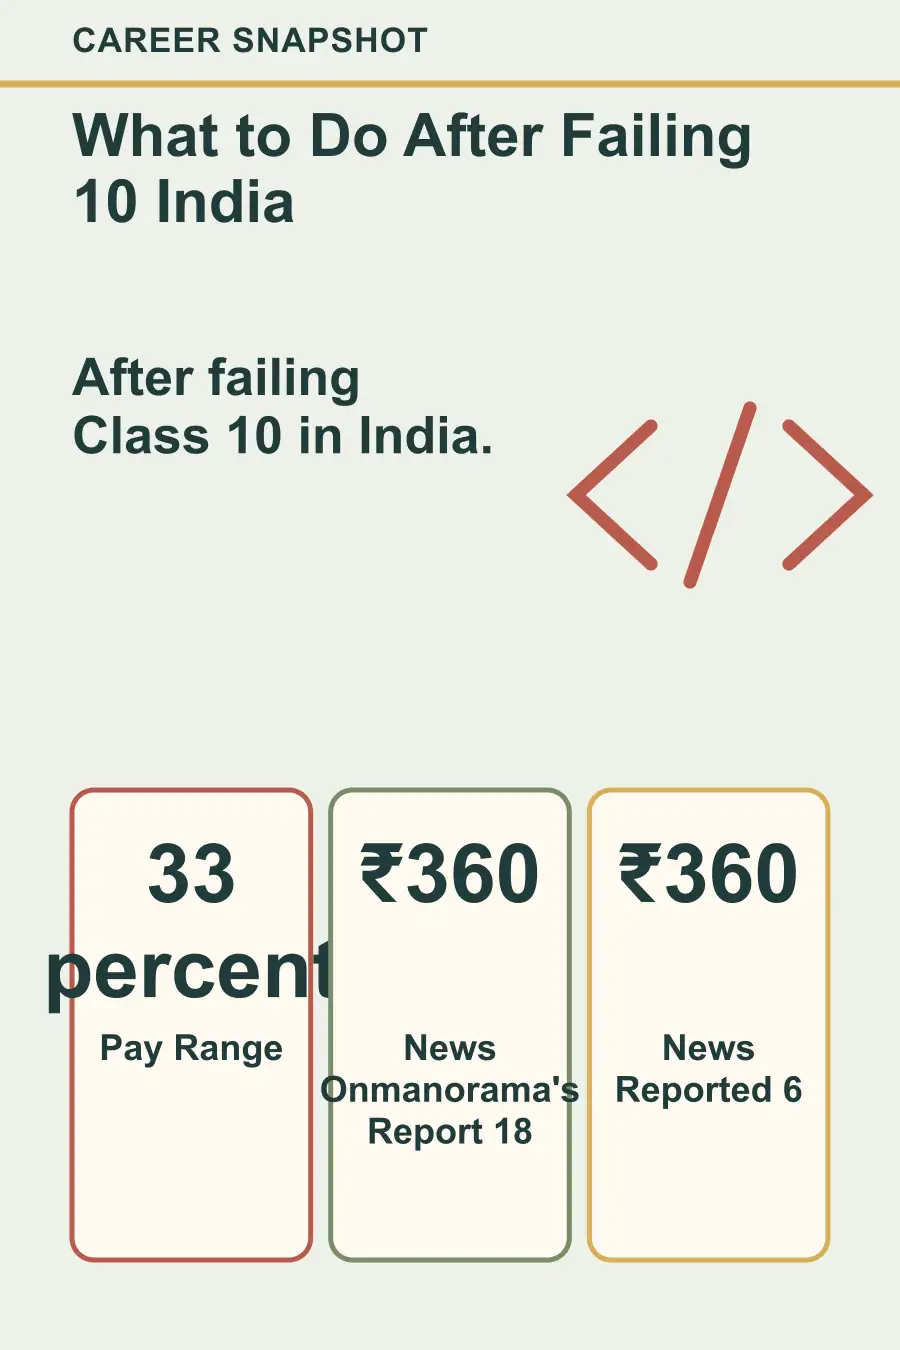 CAREER SNAPSHOT
What to Do After Failing
10 India
After failing
Class 10 in India.
33
percent
Pay Range
₹360
News
Onmanorama's
Report 18
₹360
News
Reported 6